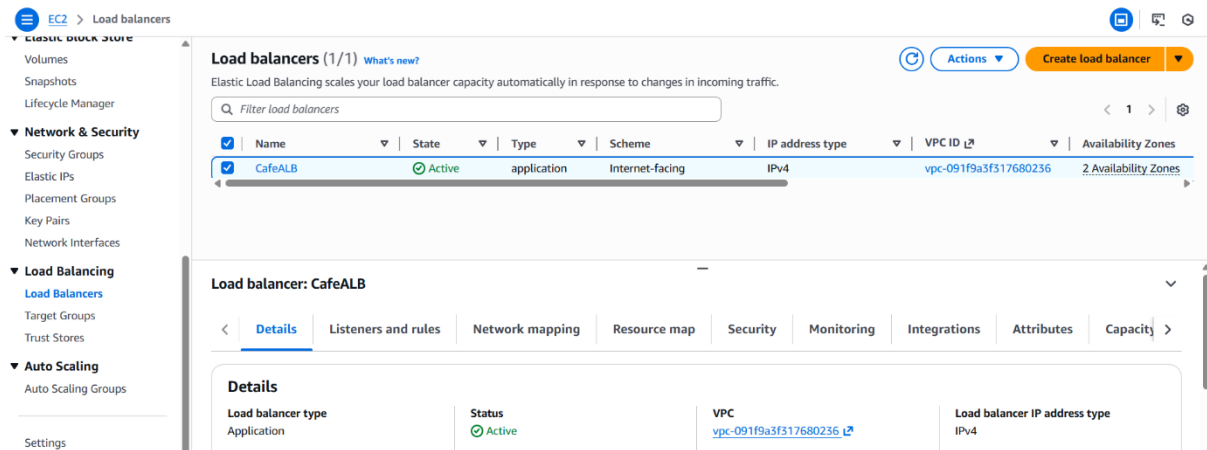 EC2 > Load balancers
Elastic Block Store
Volumes
Snapshots
Lifecycle Manager
Network & Security
Security Groups
Elastic IPs
Placement Groups
Key Pairs
Network Interfaces
Load Balancing
Load Balancers
Target Groups
Trust Stores
Auto Scaling
Auto Scaling Groups
Settings
Load balancers (1/1) What's new?
Actions
Create load balancer
Elastic Load Balancing scales your load balancer capacity automatically in response to changes in incoming traffic.
Filter load balancers
< 1 >
Name State Type Scheme IP address type VPC ID Availability Zones
CafeALB Active application Internet-facing IPv4 vpc-091f9a3f317680236 2 Availability Zones
Load balancer: CafeALB
Details Listeners and rules Network mapping Resource map Security Monitoring Integrations Attributes Capacity
Details
Load balancer type Status VPC Load balancer IP address type
Application Active vpc-091f9a3f317680236 IPv4